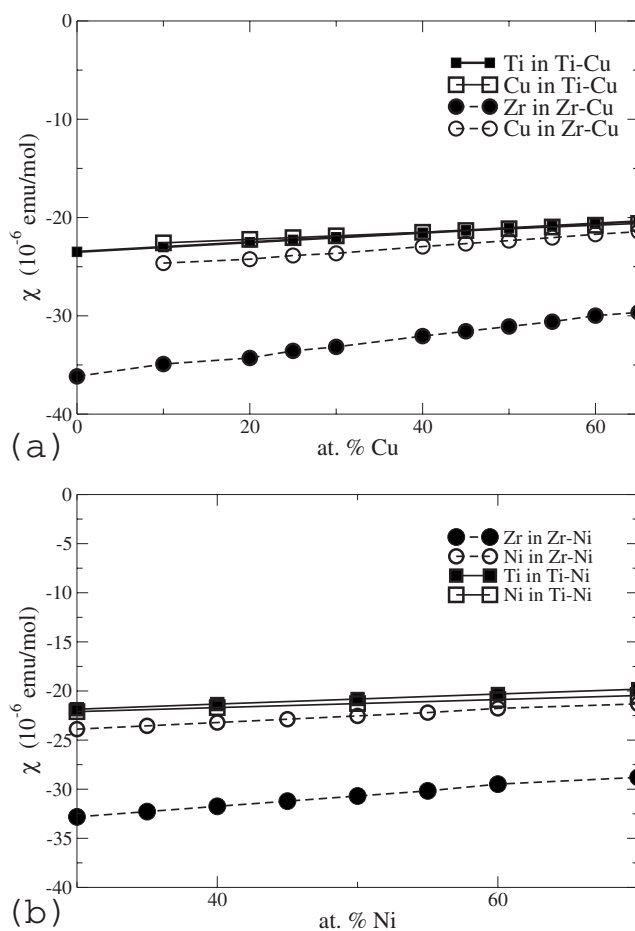 0
-10
-20
-30
-40
χ (10⁻⁶ emu/mol)
Ti in Ti-Cu
Cu in Ti-Cu
Zr in Zr-Cu
Cu in Zr-Cu
0 20 40 60
at. % Cu
(a)
0
-5
-10
-15
-20
-25
-30
-35
-40
χ (10⁻⁶ emu/mol)
Zr in Zr-Ni
Ni in Zr-Ni
Ti in Ti-Ni
Ni in Ti-Ni
40 60
at. % Ni
(b)